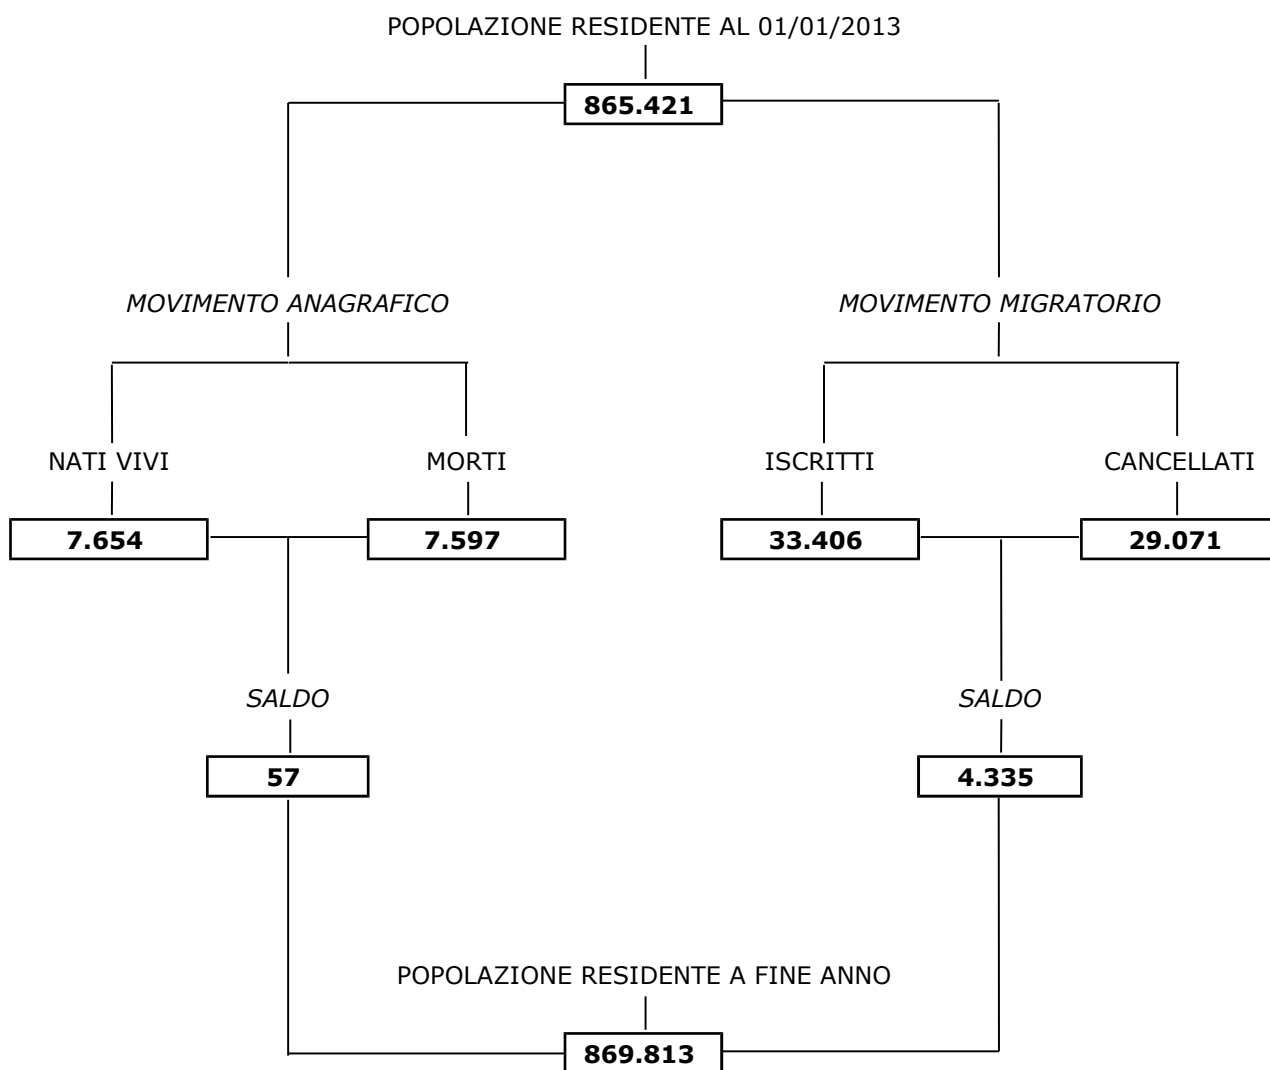 POPOLAZIONE RESIDENTE AL 01/01/2013
865.421
MOVIMENTO ANAGRAFICO
MOVIMENTO MIGRATORIO
NATI VIVI
MORTI
ISCRITTI
CANCELLATI
7.654
7.597
33.406
29.071
SALDO
SALDO
57
4.335
POPOLAZIONE RESIDENTE A FINE ANNO
869.813